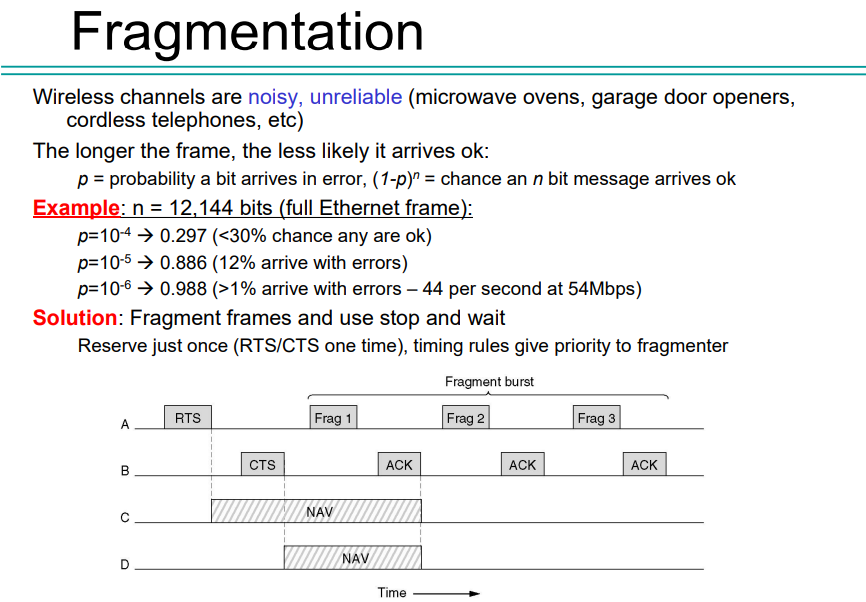 Fragmentation
Wireless channels are noisy, unreliable (microwave ovens, garage door openers,
cordless telephones, etc)
The longer the frame, the less likely it arrives ok:
p = probability a bit arrives in error, (1-p)ⁿ = chance an n bit message arrives ok
Example: n = 12,144 bits (full Ethernet frame):
p=10⁻⁴ → 0.297 (<30% chance any are ok)
p=10⁻⁵ → 0.886 (12% arrive with errors)
p=10⁻⁶ → 0.988 (>1% arrive with errors – 44 per second at 54Mbps)
Solution: Fragment frames and use stop and wait
Reserve just once (RTS/CTS one time), timing rules give priority to fragmenter
Fragment burst
A RTS Frag 1 Frag 2 Frag 3
B CTS ACK ACK ACK
C NAV
D NAV
Time